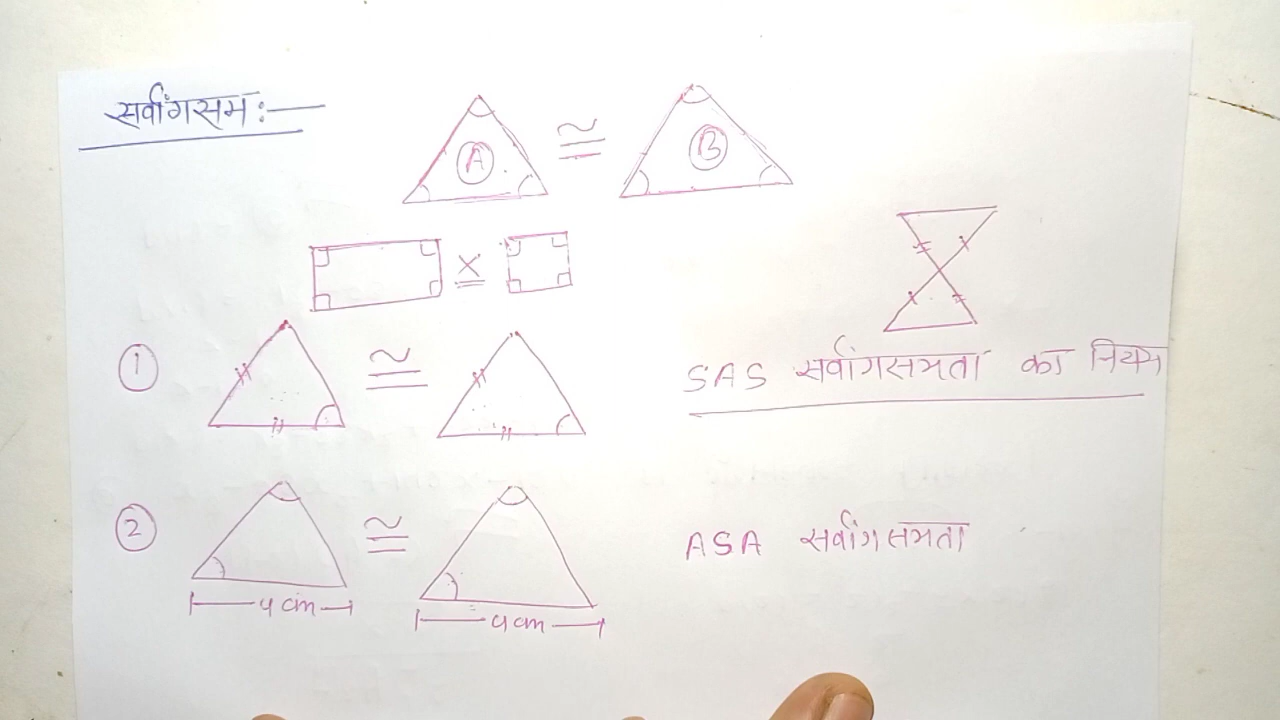 सर्वांगसम :—
A ≅ B
×
① ≅ SAS सर्वांगसमता का नियम
② ≅ ASA सर्वांगसमता
4 cm 4 cm